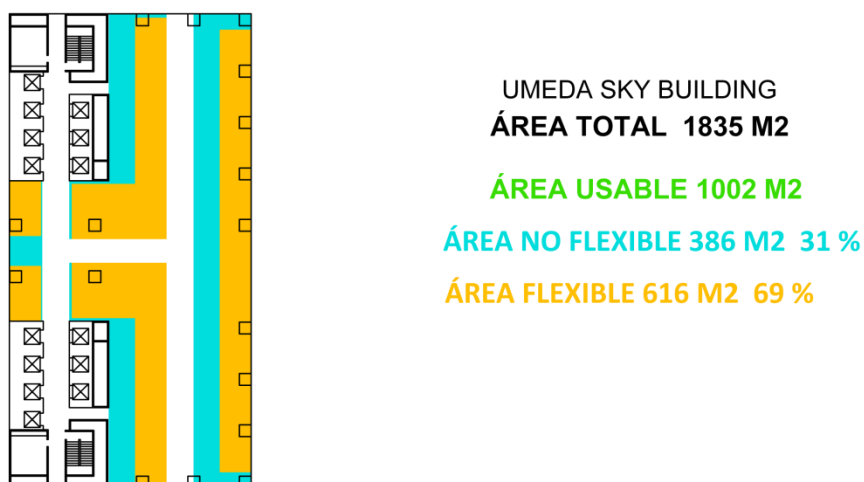 UMEDA SKY BUILDING
ÁREA TOTAL 1835 M2
ÁREA USABLE 1002 M2
ÁREA NO FLEXIBLE 386 M2 31 %
ÁREA FLEXIBLE 616 M2 69 %